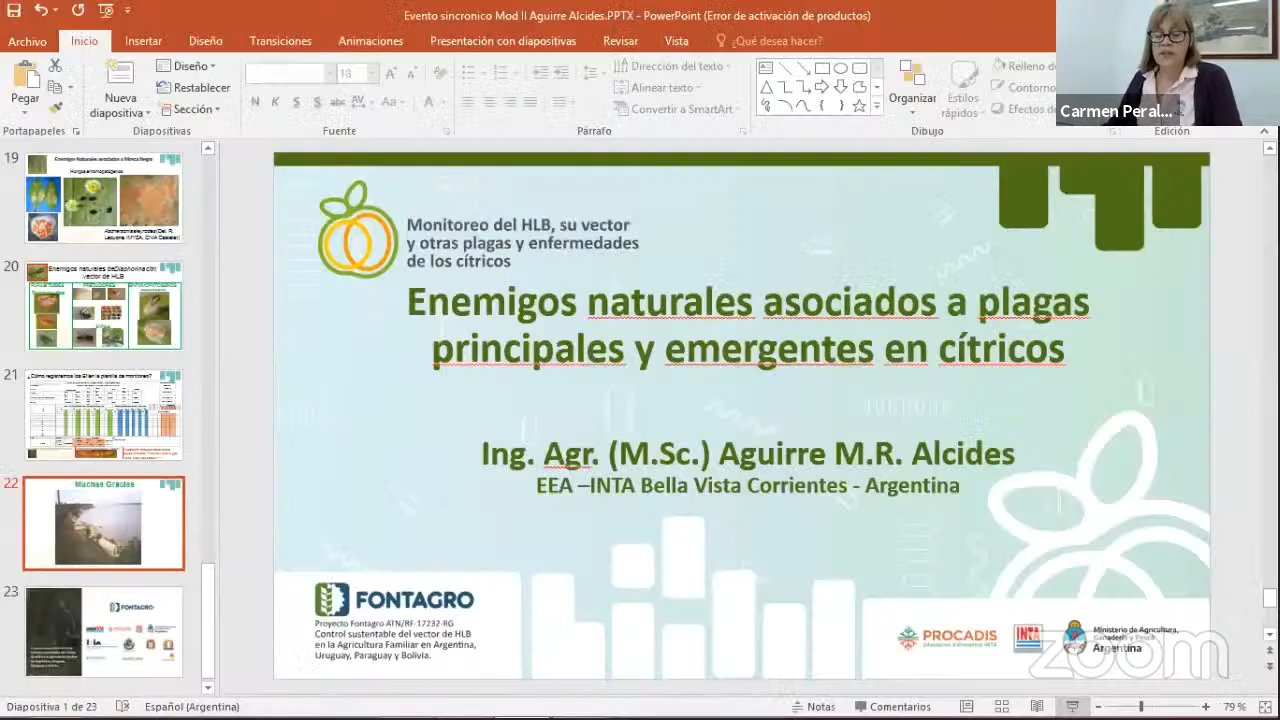 Evento sincronico Mod II Aguirre Alcides.PPTX - PowerPoint (Error de activación de productos)
Archivo Inicio Insertar Diseño Transiciones Animaciones Presentación con diapositivas Revisar Vista ¿Qué desea hacer?
Pegar
Nueva
diapositiva
Diseño
Restablecer
Sección
18
N K S S abc AV Aa A
Dirección del texto
Alinear texto
Convertir a SmartArt
Organizar
Estilos
rápidos
Relleno d
Contorno
Efectos d
Carmen Peral...
Portapapeles Diapositivas Fuente Párrafo Dibujo Edición
19
Hongos entomopatógenos
20
Enemigos naturales de Diaphorina citri,
vector de HLB
21
¿Cómo registramos los EN en la planilla de monitoreo?
22
Muchas Gracias
23
FONTAGRO
Monitoreo del HLB, su vector
y otras plagas y enfermedades
de los cítricos
Enemigos naturales asociados a plagas
principales y emergentes en cítricos
Ing. Agr. (M.Sc.) Aguirre M.R. Alcides
EEA –INTA Bella Vista Corrientes - Argentina
FONTAGRO
Proyecto Fontagro ATN/RF-17232-RG
Control sustentable del vector de HLB
en la Agricultura Familiar en Argentina,
Uruguay, Paraguay y Bolivia.
PROCADIS
INTA
Ministerio de Agricultura,
Ganadería y Pesca
Argentina
zoom
Diapositiva 1 de 23 Español (Argentina) Notas Comentarios 79 %